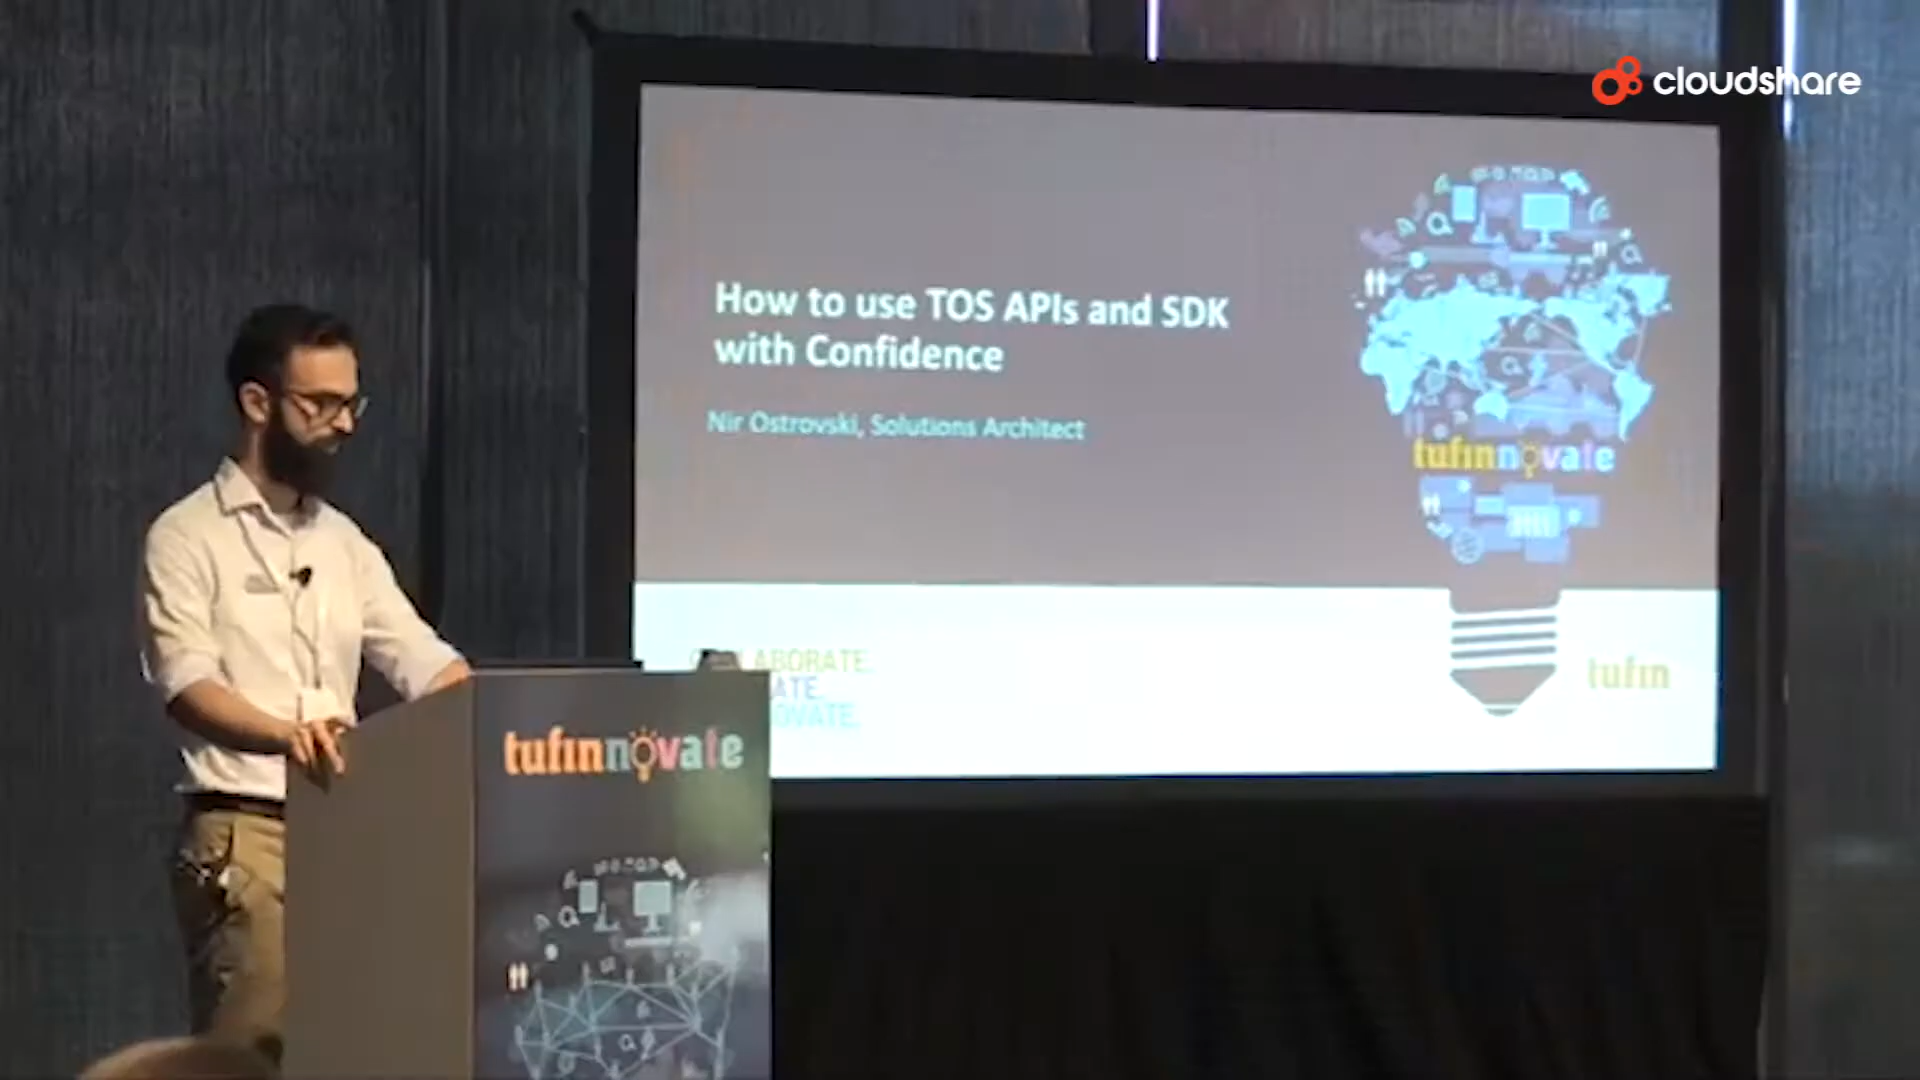 cloudshare
How to use TOS APIs and SDK
with Confidence
Nir Ostrovski, Solutions Architect
tufinnovate
tufin
tufinnovate